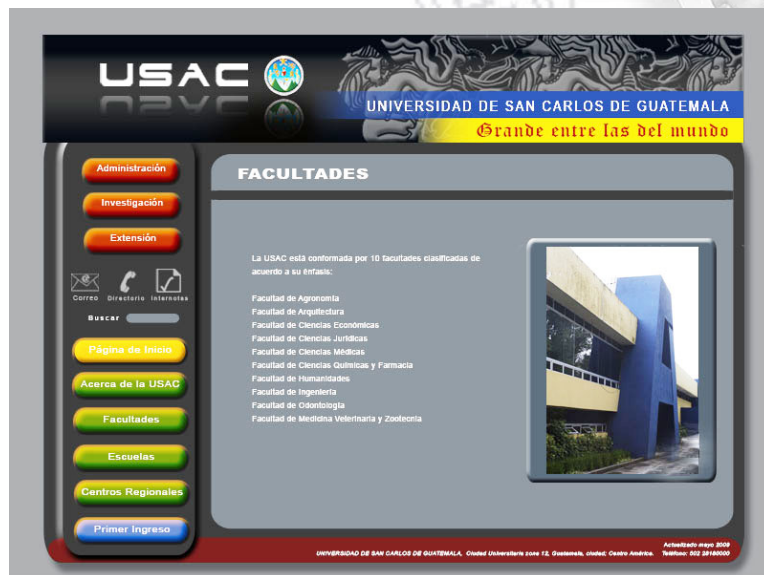 USAC
UNIVERSIDAD DE SAN CARLOS DE GUATEMALA
Grande entre las del mundo
Administración
Investigación
Extensión
Correo Directorio Internotas
Buscar
Página de Inicio
Acerca de la USAC
Facultades
Escuelas
Centros Regionales
Primer Ingreso
FACULTADES
La USAC está conformada por 10 facultades clasificadas de
acuerdo a su énfasis:
Facultad de Agronomía
Facultad de Arquitectura
Facultad de Ciencias Económicas
Facultad de Ciencias Jurídicas
Facultad de Ciencias Médicas
Facultad de Ciencias Químicas y Farmacia
Facultad de Humanidades
Facultad de Ingeniería
Facultad de Odontología
Facultad de Medicina Veterinaria y Zootecnia
Actualizado mayo 2009
UNIVERSIDAD DE SAN CARLOS DE GUATEMALA, Ciudad Universitaria zona 12, Guatemala, ciudad; Centro América. Teléfono: 502 28180000